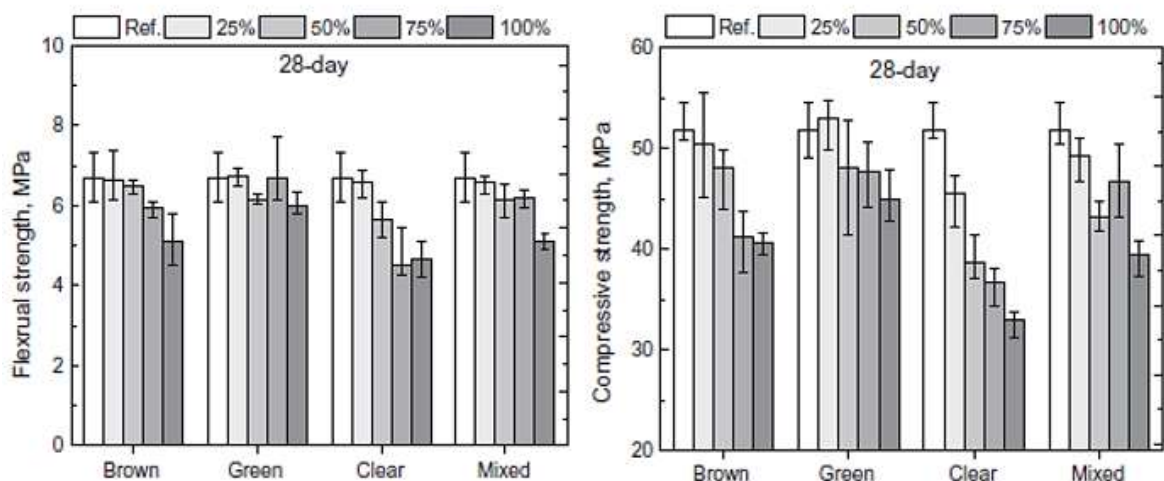 Ref. 25% 50% 75% 100%
28-day
10
8
6
4
2
0
Flexrual strength, MPa
Brown Green Clear Mixed
Ref. 25% 50% 75% 100%
28-day
60
50
40
30
20
Compressive strength, MPa
Brown Green Clear Mixed